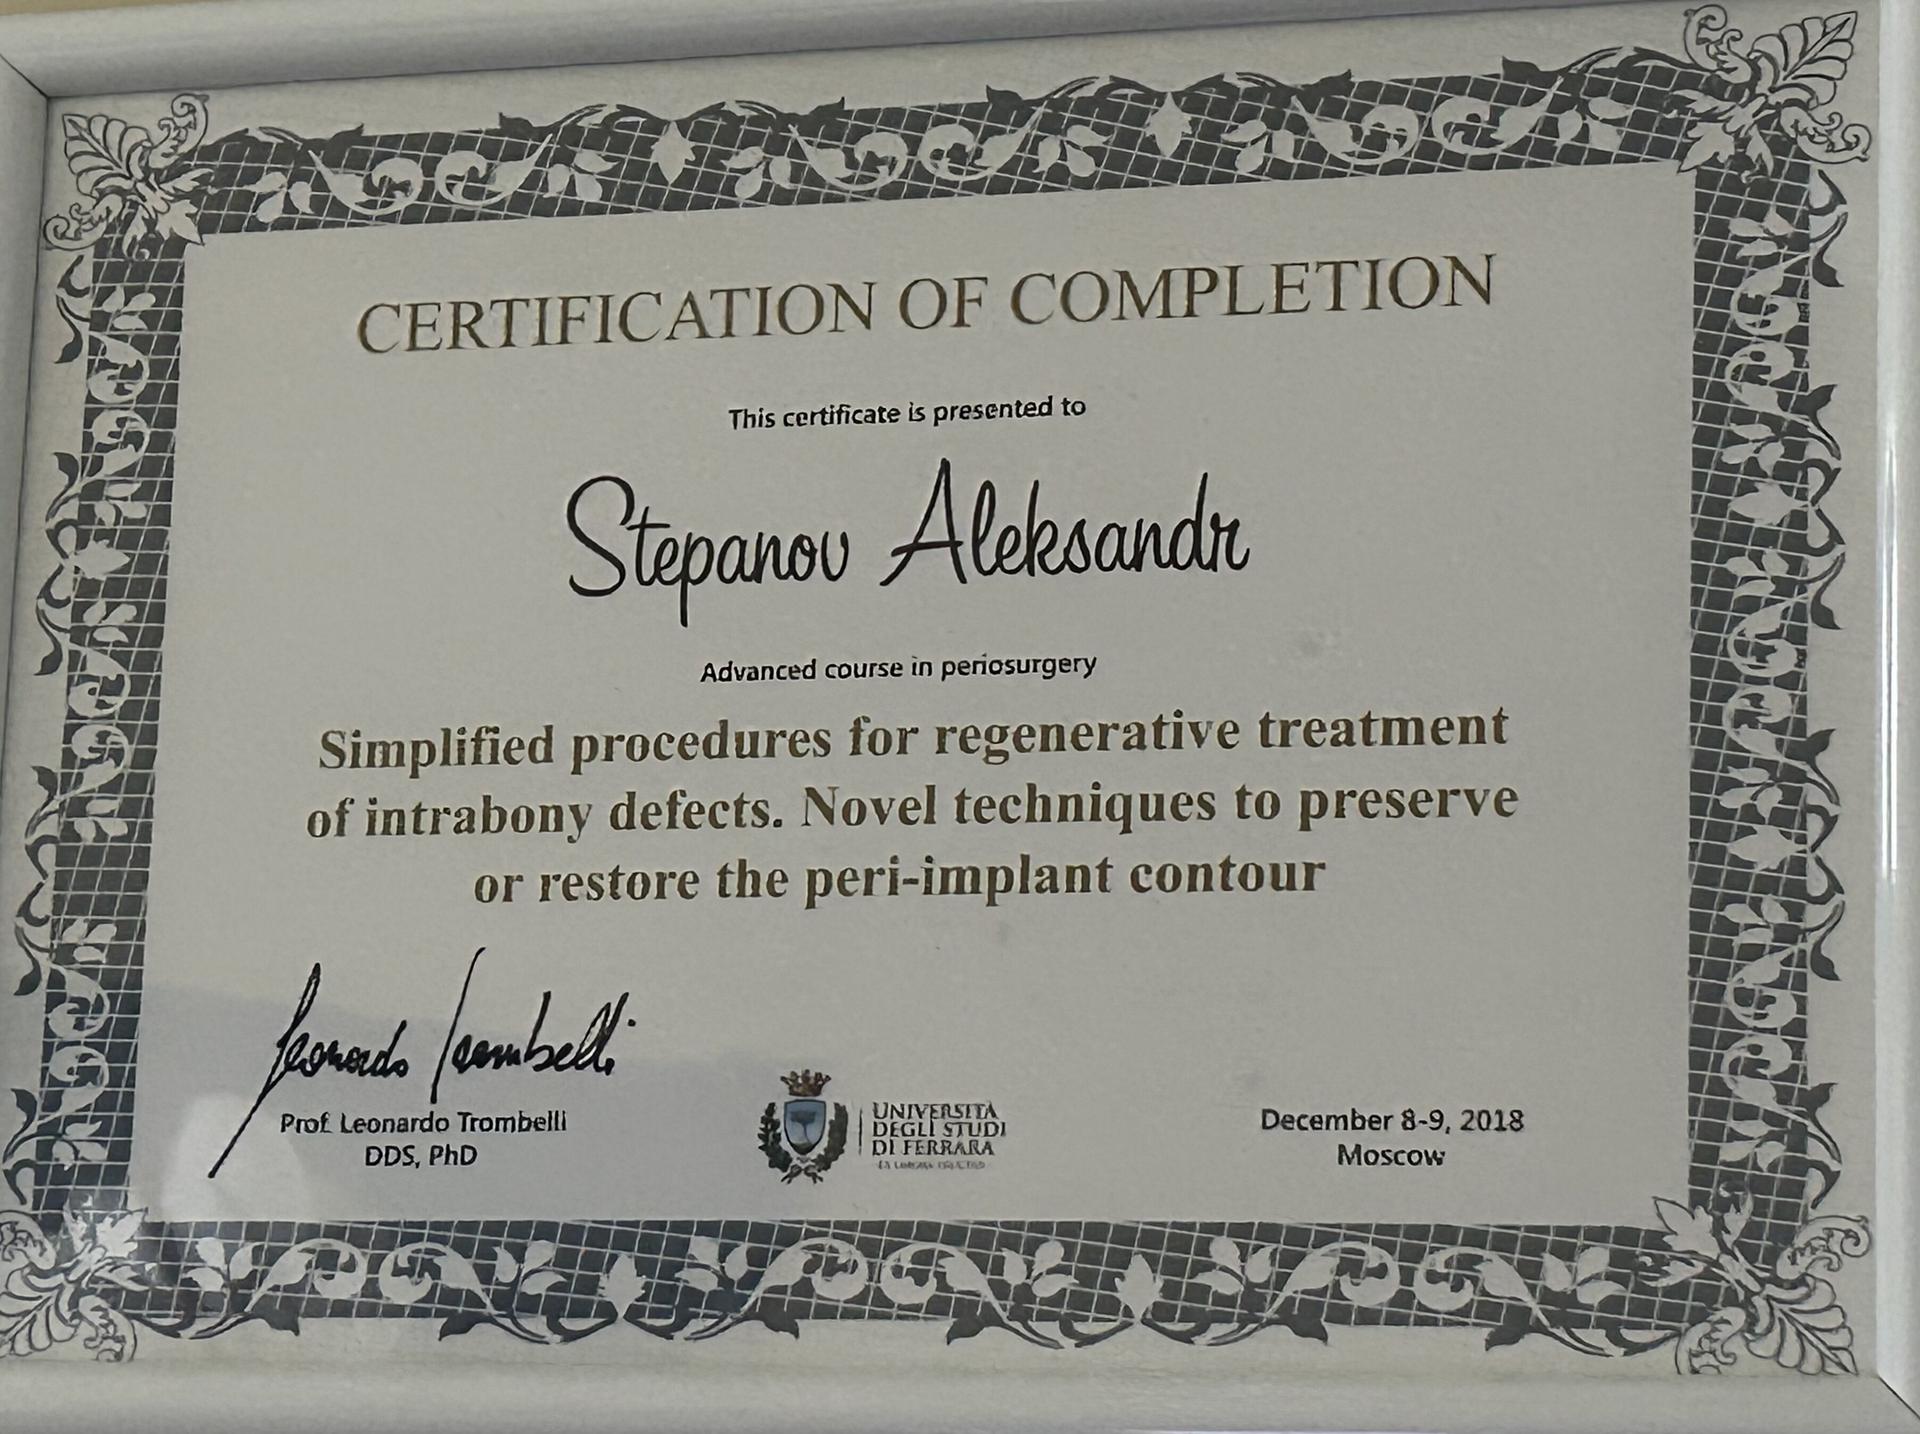 CERTIFICATION OF COMPLETION
This certificate is presented to
Stepanov Aleksandr
Advanced course in periosurgery
Simplified procedures for regenerative treatment
of intrabony defects. Novel techniques to preserve
or restore the peri-implant contour
Leonardo Trombelli
Prof. Leonardo Trombelli
DDS, PhD
UNIVERSITÀ
DEGLI STUDI
DI FERRARA
December 8-9, 2018
Moscow